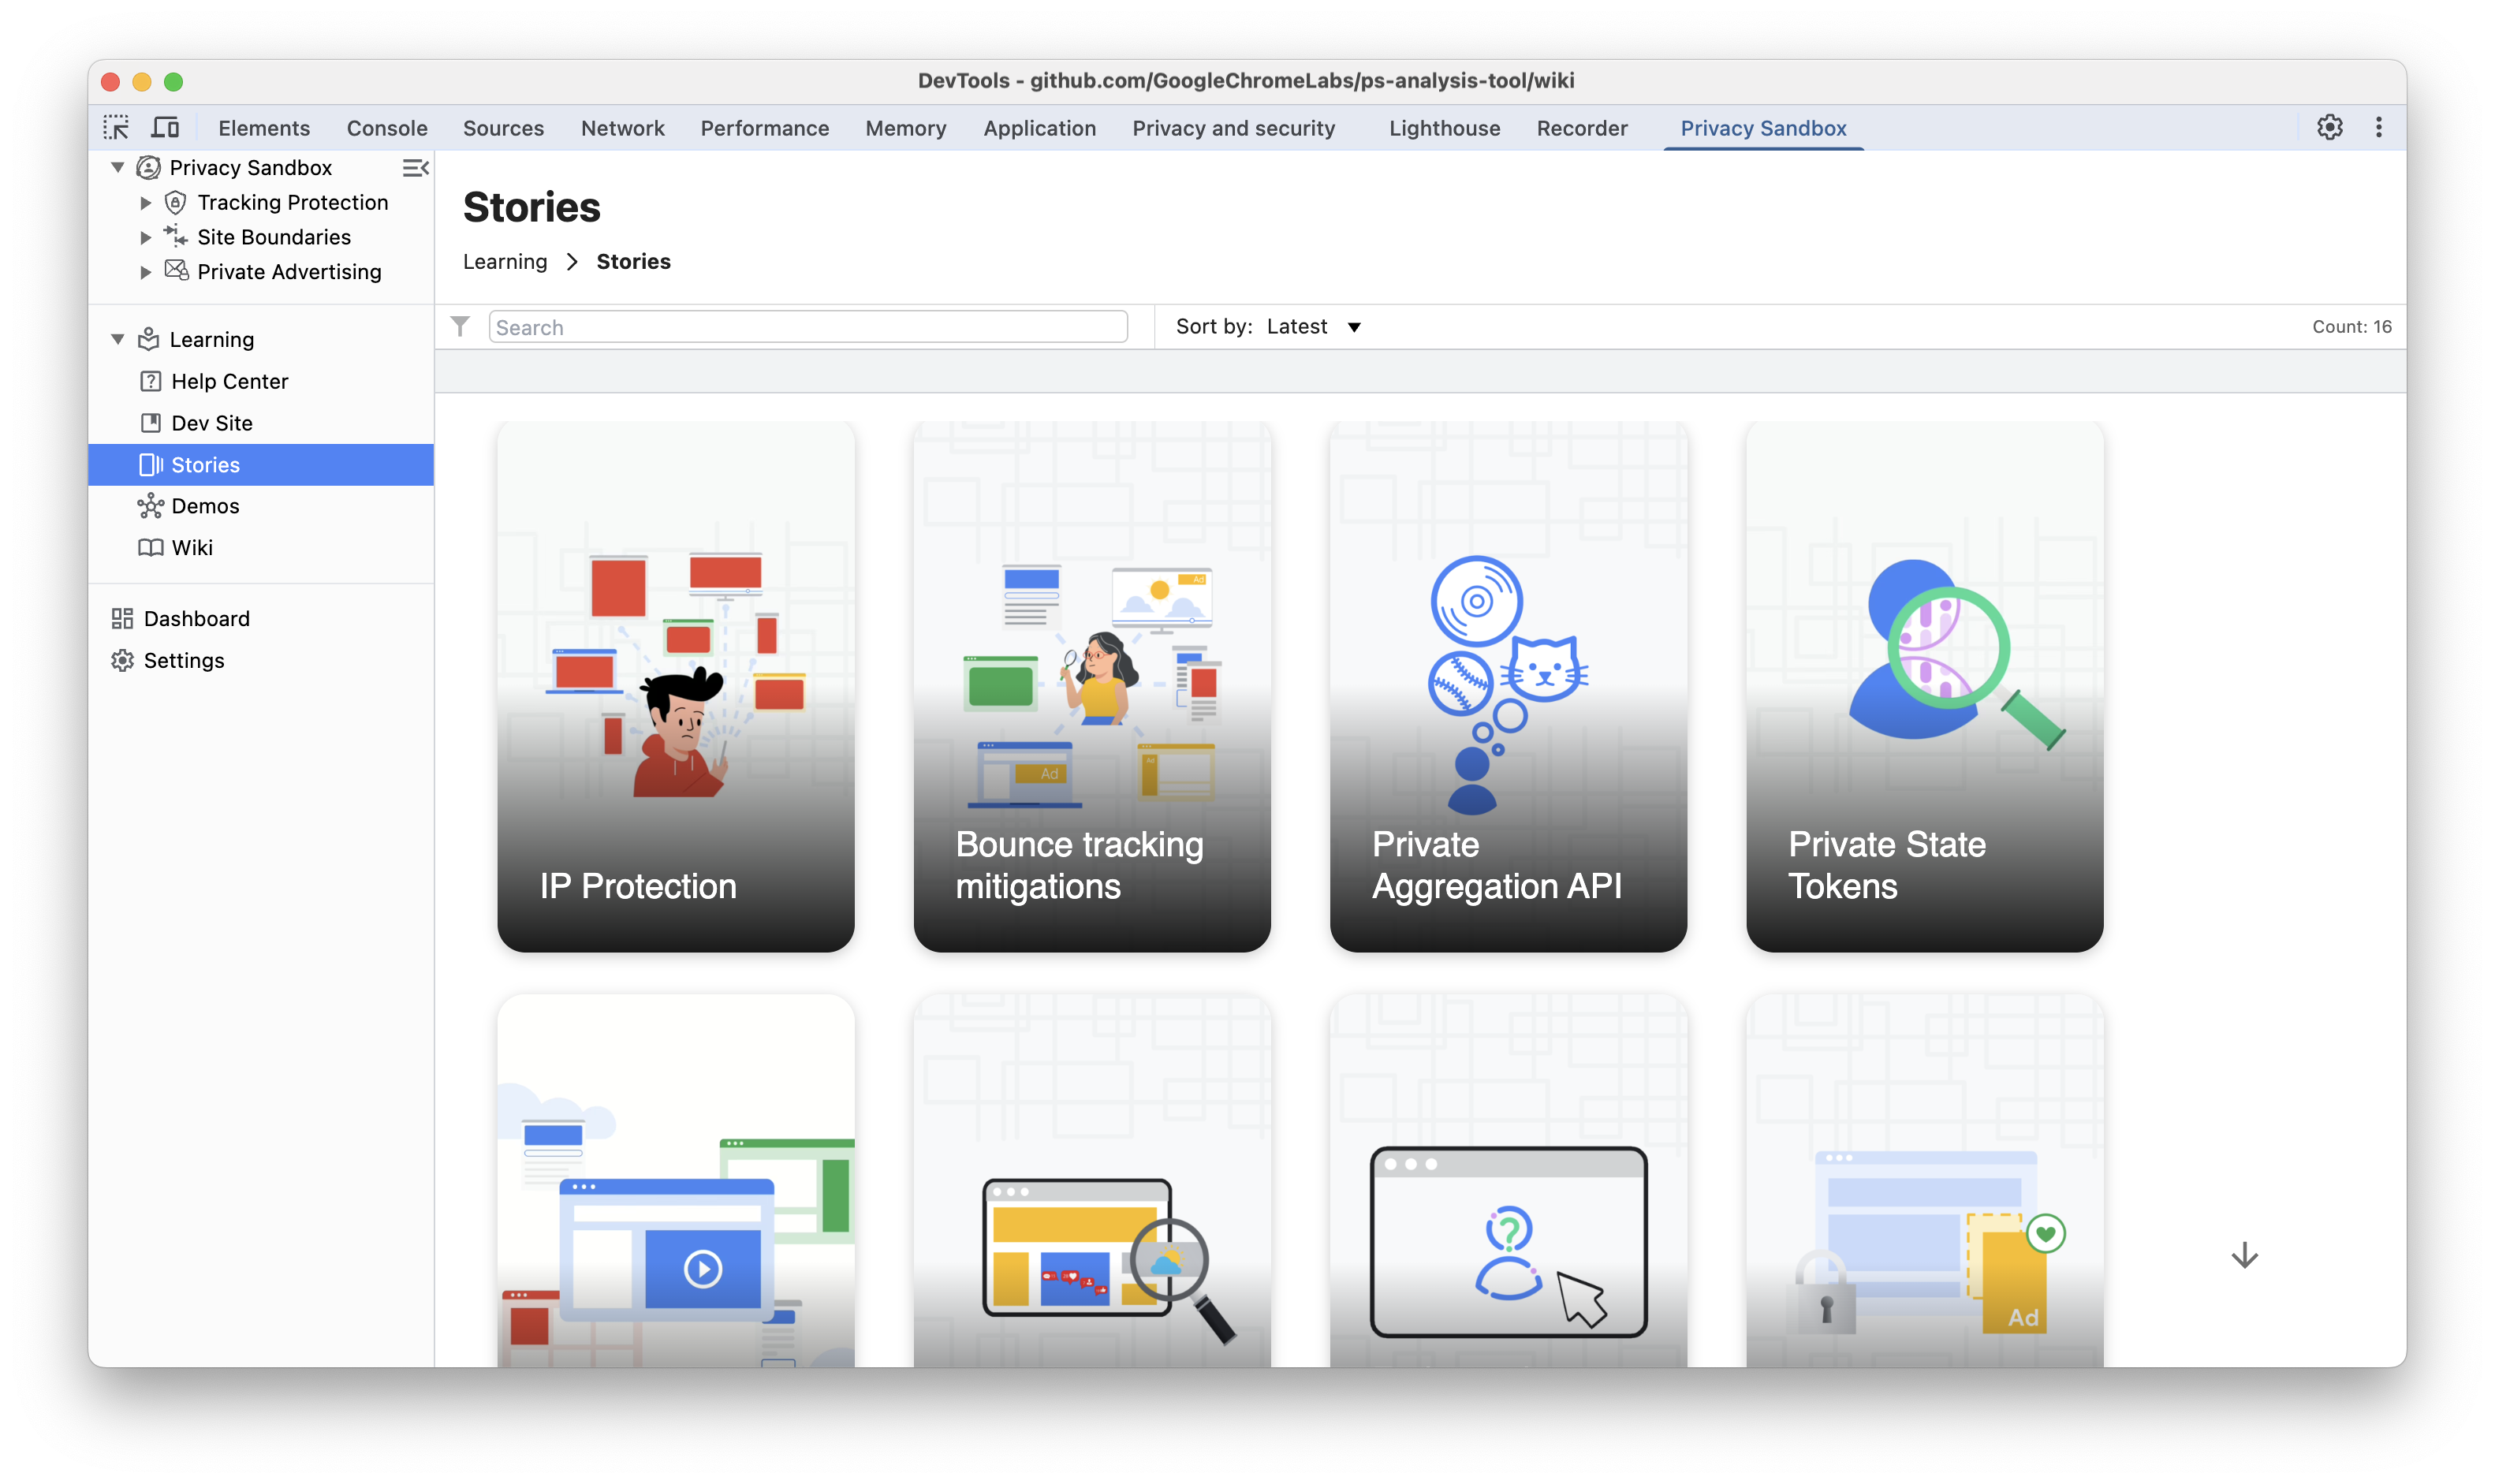 DevTools - github.com/GoogleChromeLabs/ps-analysis-tool/wiki
Elements Console Sources Network Performance Memory Application Privacy and security Lighthouse Recorder Privacy Sandbox
Privacy Sandbox
Tracking Protection
Site Boundaries
Private Advertising
Learning
Help Center
Dev Site
Stories
Demos
Wiki
Dashboard
Settings
Stories
Learning > Stories
Search
Sort by: Latest
Count: 16
Ad
Ad
Ad
IP Protection
Bounce tracking
mitigations
Private
Aggregation API
Private State
Tokens
Ad